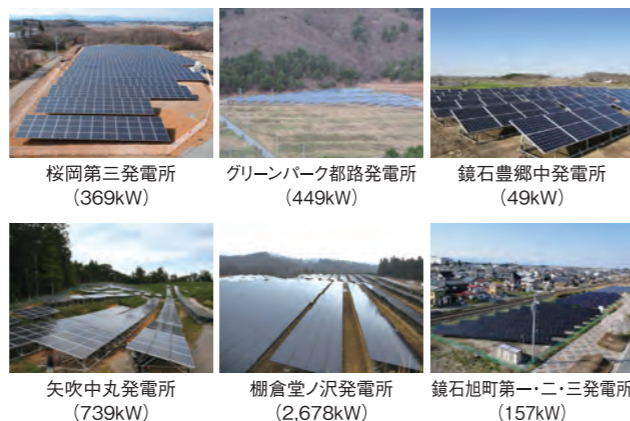 桜岡第三発電所
(369kW)
グリーンパーク都路発電所
(449kW)
鏡石豊郷中発電所
(49kW)
矢吹中丸発電所
(739kW)
棚倉堂ノ沢発電所
(2,678kW)
鏡石旭町第一・二・三発電所
(157kW)